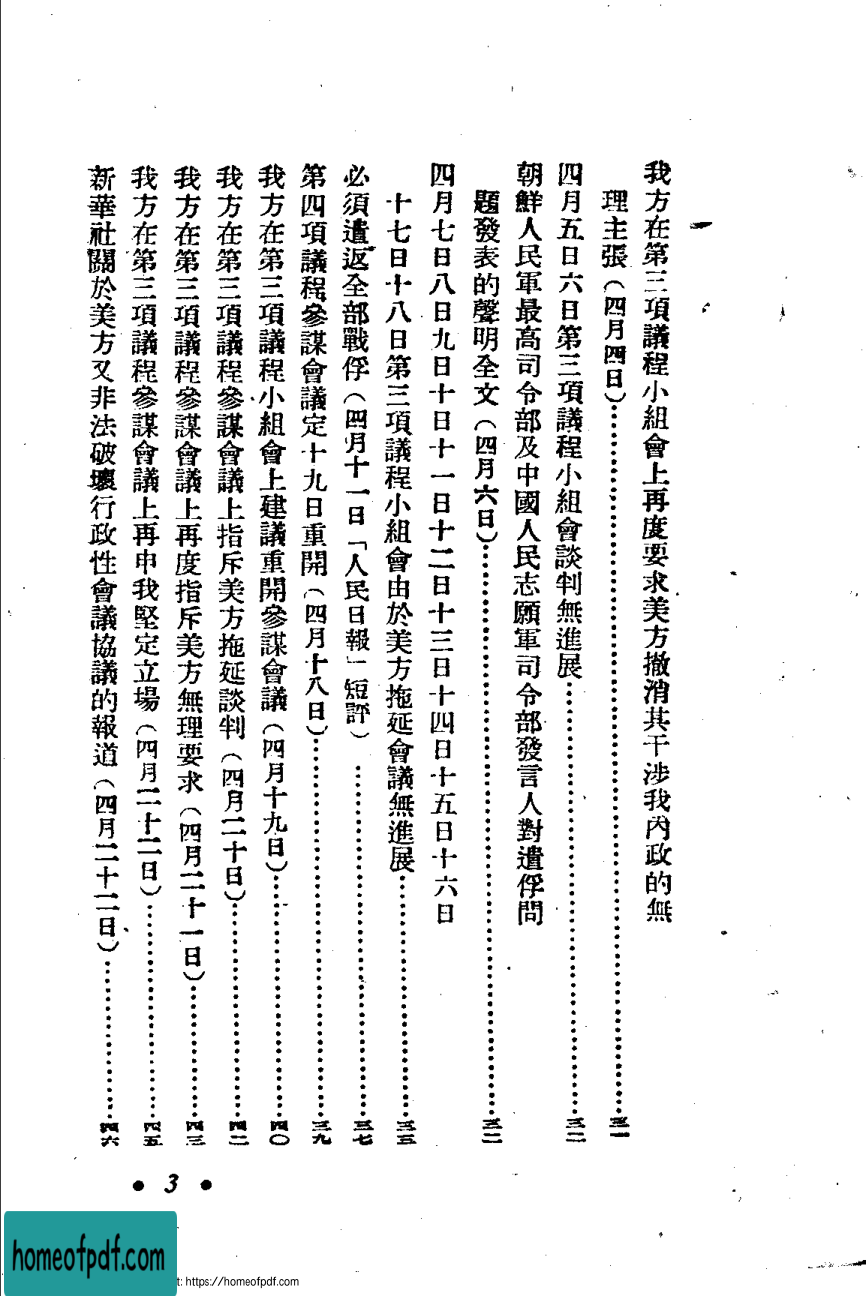 我方在第三項議程小組會上再度要求美方撤消其干涉我內政的無
理主張(四月四日)……三一
四月五日六日第三項議程小組會談判無進展……三二
朝鮮人民軍最高司令部及中國人民志願軍司令部發言人對遣俘問
題發表的聲明全文(四月六日)……三二
四月七日八日九日十日十一日十二日十三日十四日十五日十六日
十七日十八日第三項議程小組會由於美方拖延會議無進展……三三
必須遣返全部戰俘(四月十一日「人民日報」短評)……三七
第四項議程參謀會議定十九日重開(四月十八日)……三九
我方在第三項議程小組會上建議重開參謀會議(四月十九日)……四〇
我方在第三項議程參謀會議上指斥美方拖延談判(四月二十日)……四二
我方在第三項議程參謀會議上再度指斥美方無理要求(四月二十一日)……四三
我方在第三項議程參謀會議上再申我堅定立場(四月二十二日)……四五
新華社關於美方又非法破壞行政性會議協議的報道(四月二十二日)……四六
• 3 •
homeofpdf.com
t: https://homeofpdf.com